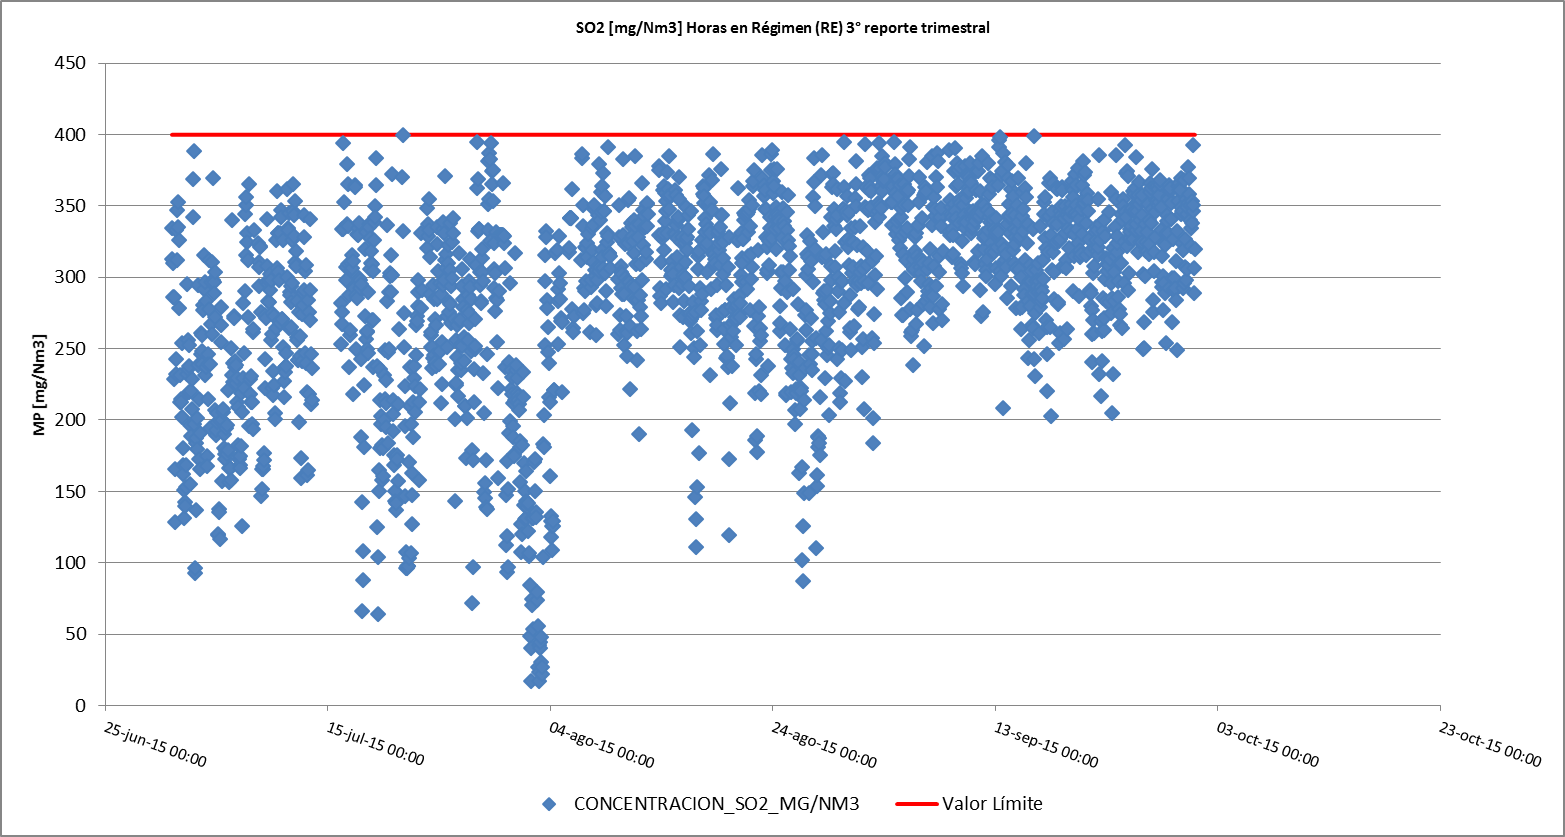 SO2 [mg/Nm3] Horas en Régimen (RE) 3° reporte trimestral
450
400
350
300
250
200
150
100
50
0
MP [mg/Nm3]
25-jun-15 00:00
15-jul-15 00:00
04-ago-15 00:00
24-ago-15 00:00
13-sep-15 00:00
03-oct-15 00:00
23-oct-15 00:00
CONCENTRACION_SO2_MG/NM3
Valor Límite